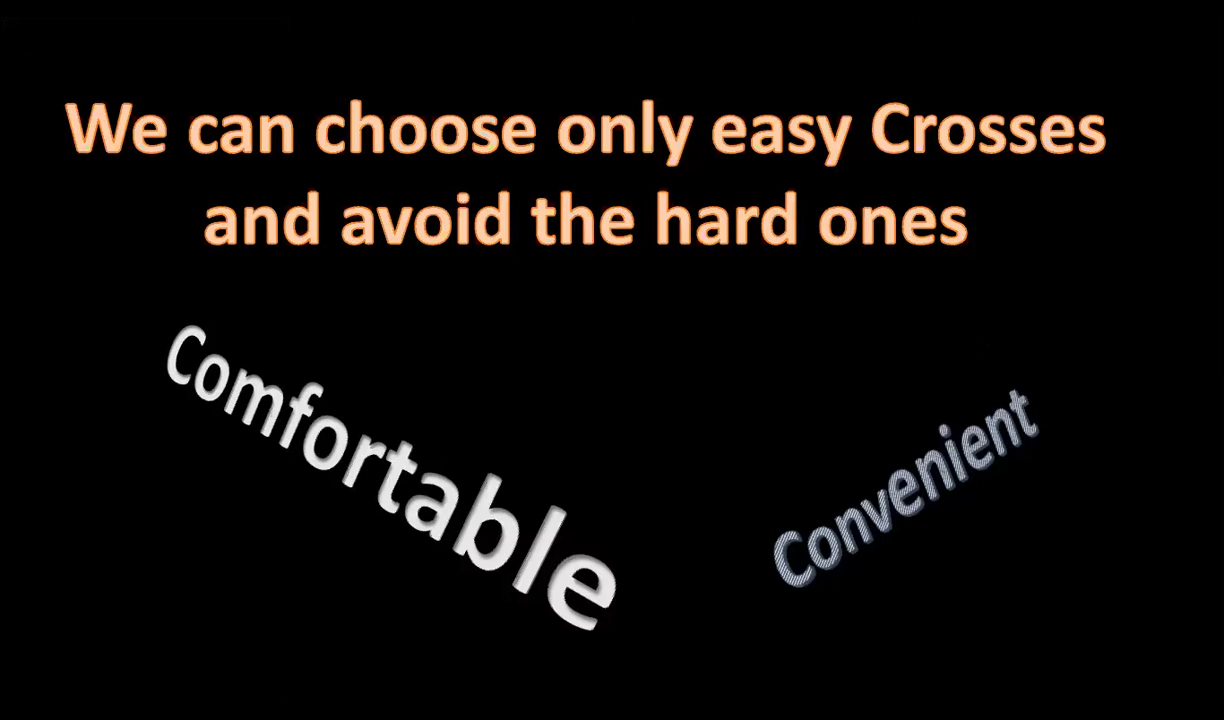 We can choose only easy Crosses
and avoid the hard ones
Comfortable
Convenient